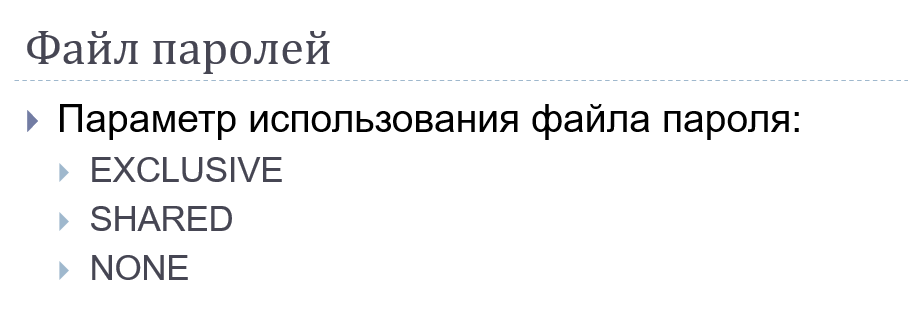 Файл паролей
Параметр использования файла пароля:
EXCLUSIVE
SHARED
NONE